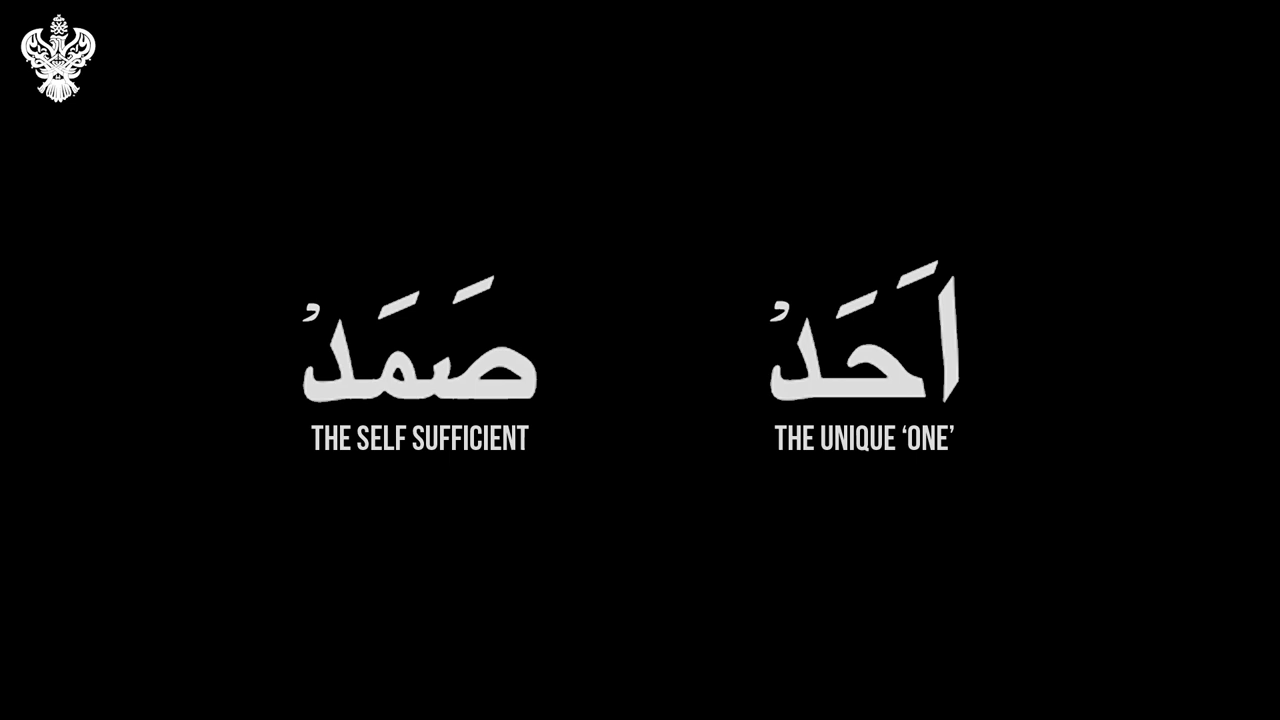 اَحَدُ
THE UNIQUE ‘ONE’
صَمَدُ
THE SELF SUFFICIENT